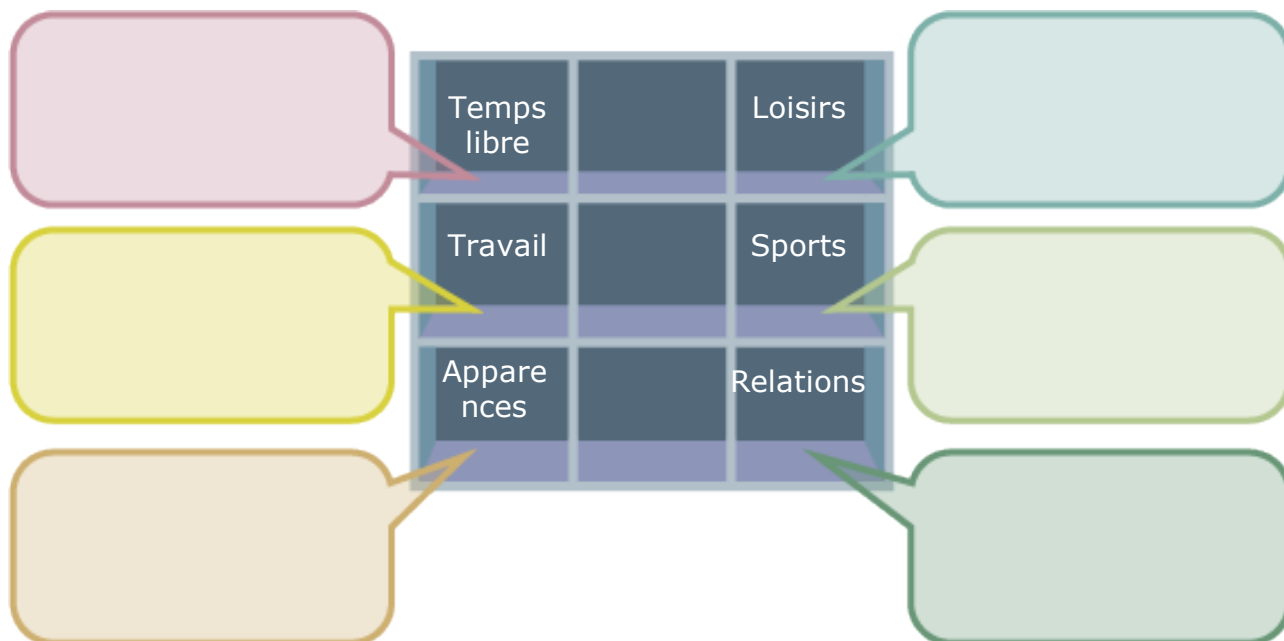 Temps
libre
Loisirs
Travail
Sports
Appare
nces
Relations